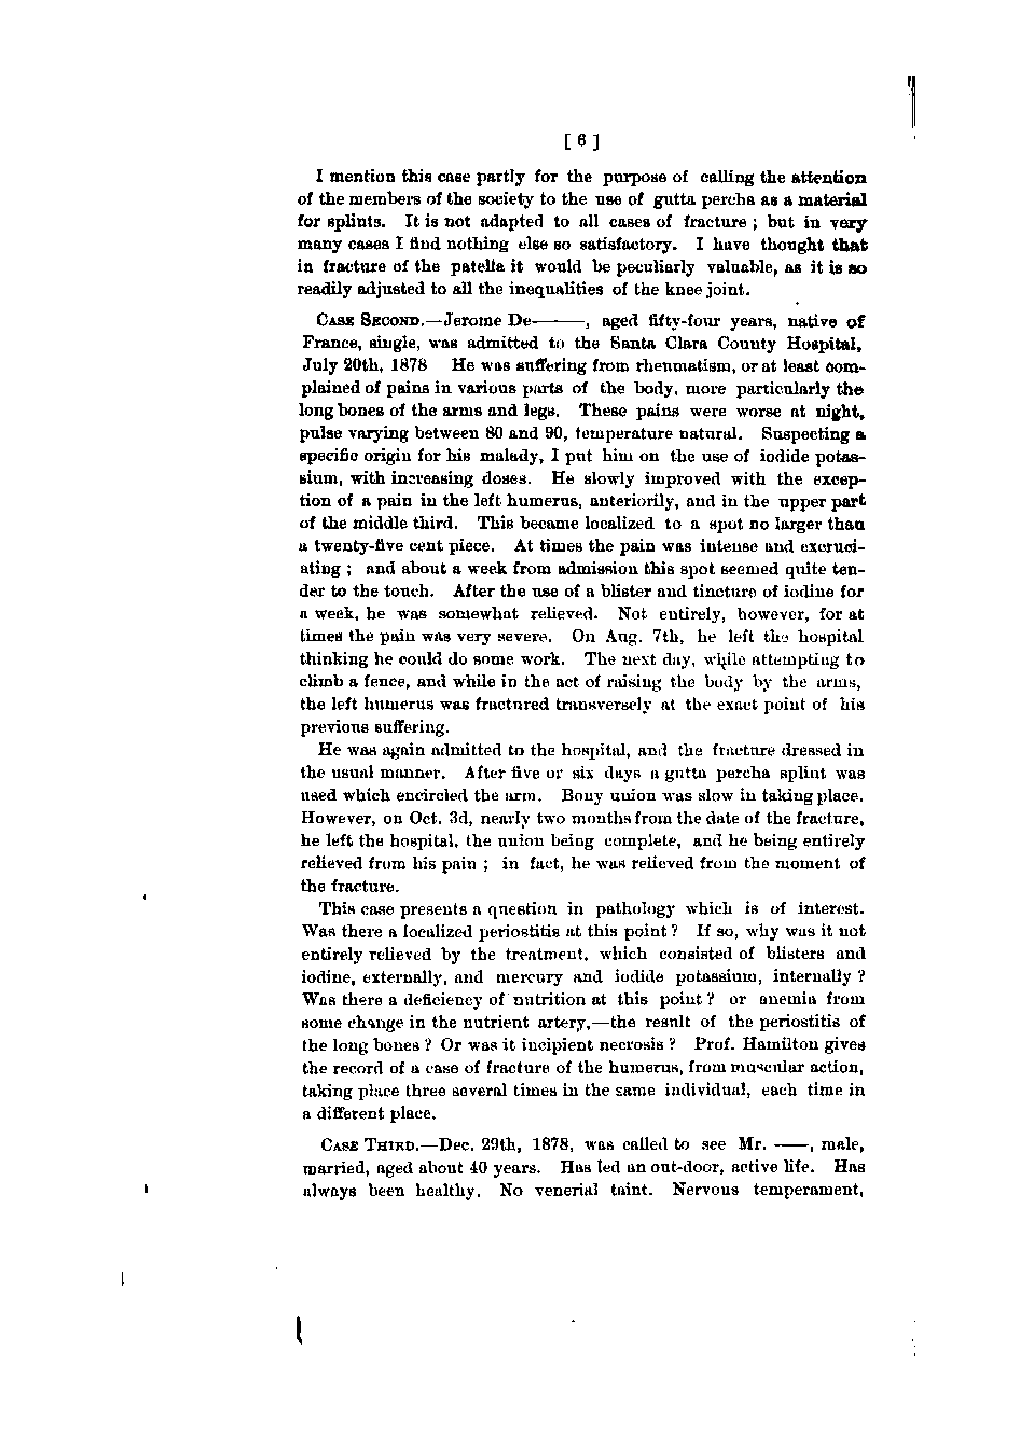 [ 6 ]
I mention this case partly for the purpose of calling the attention
of the members of the society to the use of gutta percha as a material
for splints. It is not adapted to all cases of fracture ; but in very
many cases I find nothing else so satisfactory. I have thought that
in fracture of the patella it would be peculiarly valuable, as it is so
readily adjusted to all the inequalities of the knee joint.
CASE SECOND.—Jerome De———, aged fifty-four years, native of
France, single, was admitted to the Santa Clara County Hospital,
July 20th, 1878 He was suffering from rheumatism, or at least com-
plained of pains in various parts of the body, more particularly the
long bones of the arms and legs. These pains were worse at night,
pulse varying between 80 and 90, temperature natural. Suspecting a
specific origin for his malady, I put him on the use of iodide potas-
sium, with increasing doses. He slowly improved with the excep-
tion of a pain in the left humerus, anteriorily, and in the upper part
of the middle third. This became localized to a spot no larger than
a twenty-five cent piece. At times the pain was intense and excruci-
ating ; and about a week from admission this spot seemed quite ten-
der to the touch. After the use of a blister and tincture of iodine for
a week, he was somewhat relieved. Not entirely, however, for at
times the pain was very severe. On Aug. 7th, he left the hospital
thinking he could do some work. The next day, while attempting to
climb a fence, and while in the act of raising the body by the arms,
the left humerus was fractured transversely at the exact point of his
previous suffering.
He was again admitted to the hospital, and the fracture dressed in
the usual manner. After five or six days a gutta percha splint was
used which encircled the arm. Bony union was slow in taking place.
However, on Oct. 3d, nearly two months from the date of the fracture,
he left the hospital, the union being complete, and he being entirely
relieved from his pain ; in fact, he was relieved from the moment of
the fracture.
This case presents a question in pathology which is of interest.
Was there a localized periostitis at this point ? If so, why was it not
entirely relieved by the treatment, which consisted of blisters and
iodine, externally, and mercury and iodide potassium, internally ?
Was there a deficiency of nutrition at this point ? or anemia from
some change in the nutrient artery,—the result of the periostitis of
the long bones ? Or was it incipient necrosis ? Prof. Hamilton gives
the record of a case of fracture of the humerus, from muscular action,
taking place three several times in the same individual, each time in
a different place.
CASE THIRD.—Dec. 29th, 1878, was called to see Mr. ——, male,
married, aged about 40 years. Has led an out-door, active life. Has
always been healthy. No venerial taint. Nervous temperament,